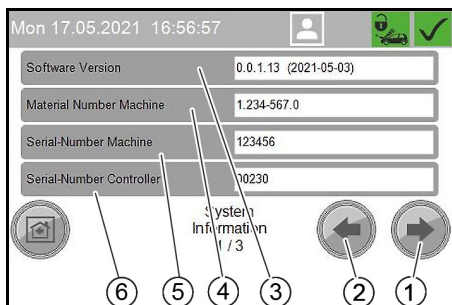 Mon 17.05.2021 16:56:57
Software Version 0.0.1.13 (2021-05-03)
Material Number Machine 1.234-567.0
Serial-Number Machine 123456
Serial-Number Controller 00230
System
Information
1 / 3
6 5 4 3 2 1